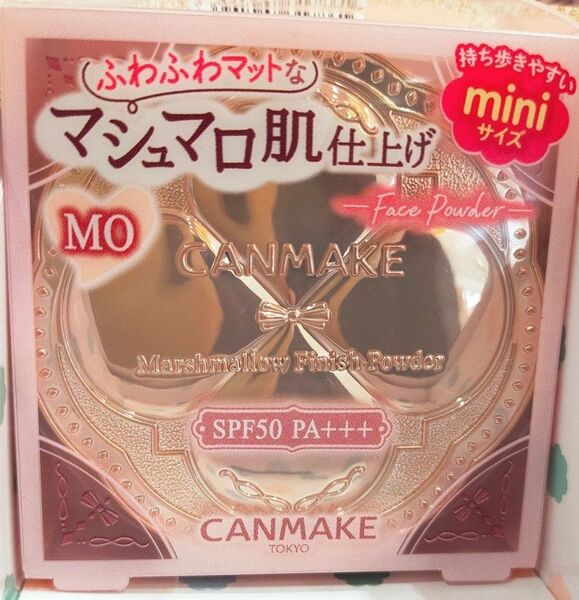 ふわふわマットな
マシュマロ肌仕上げ
持ち歩きやすい
mini
サイズ
Face Powder
MO
CANMAKE
Marshmallow Finish Powder
SPF50 PA+++
CANMAKE
TOKYO